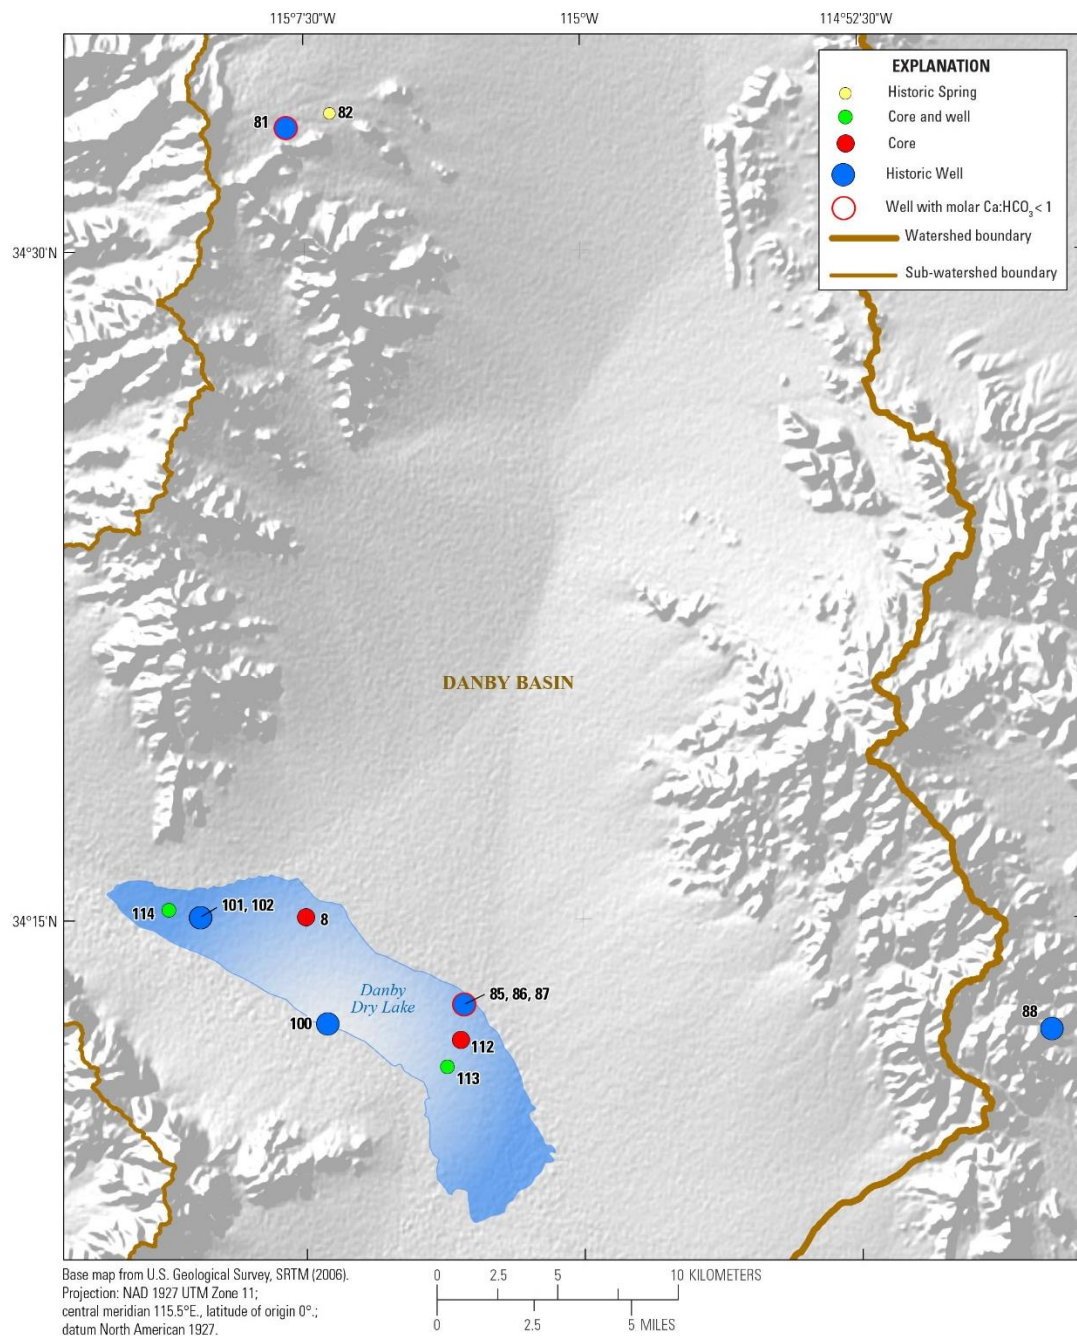 115°7'30"W 115°W 114°52'30"W
EXPLANATION
Historic Spring
Core and well
Core
Historic Well
Well with molar Ca:HCO₃ < 1
Watershed boundary
Sub-watershed boundary
81
82
34°30'N
DANBY BASIN
34°15'N
114
101, 102
8
Danby
Dry Lake
85, 86, 87
100
88
112
113
Base map from U.S. Geological Survey, SRTM (2006).
Projection: NAD 1927 UTM Zone 11;
central meridian 115.5°E., latitude of origin 0°.;
datum North American 1927.
0 2.5 5 10 KILOMETERS
0 2.5 5 MILES